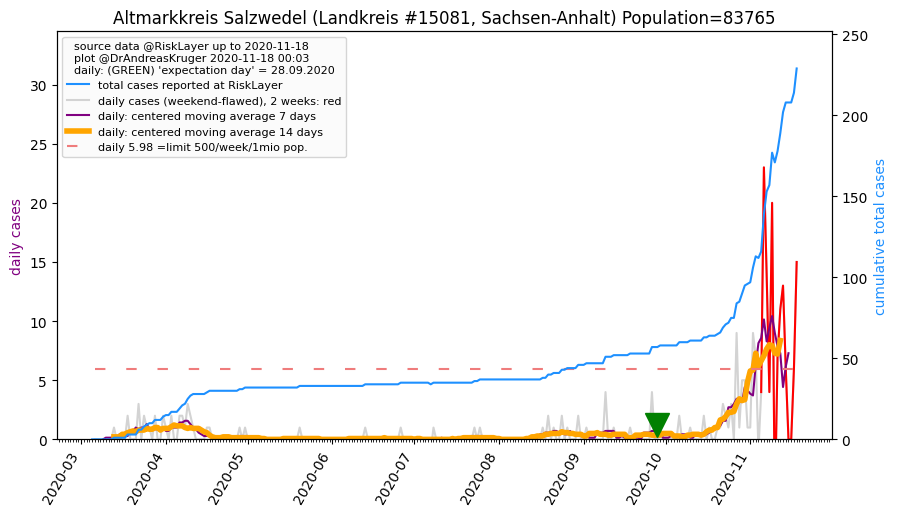 Altmarkkreis Salzwedel (Landkreis #15081, Sachsen-Anhalt) Population=83765
source data @RiskLayer up to 2020-11-18
plot @DrAndreasKruger 2020-11-18 00:03
daily: (GREEN) 'expectation day' = 28.09.2020
total cases reported at RiskLayer
daily cases (weekend-flawed), 2 weeks: red
daily: centered moving average 7 days
daily: centered moving average 14 days
daily 5.98 =limit 500/week/1mio pop.
daily cases
0
5
10
15
20
25
30
cumulative total cases
0
50
100
150
200
250
2020-03
2020-04
2020-05
2020-06
2020-07
2020-08
2020-09
2020-10
2020-11